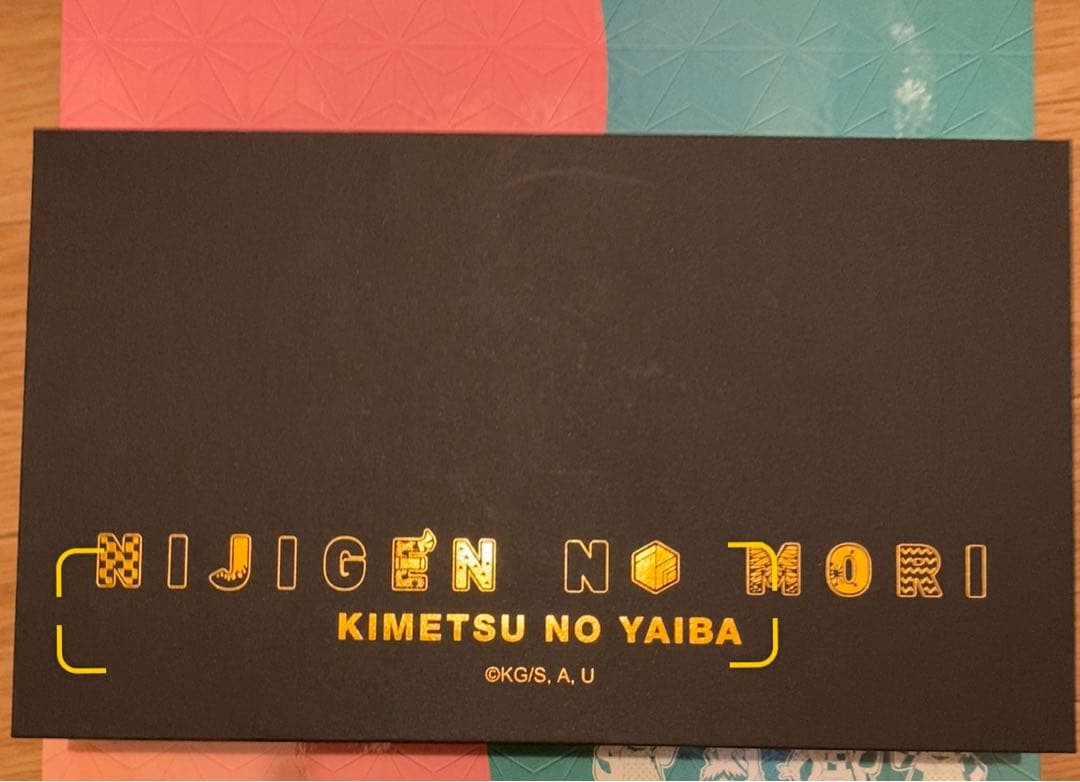 NIJIGEN NO MORI
KIMETSU NO YAIBA
©KG/S, A, U